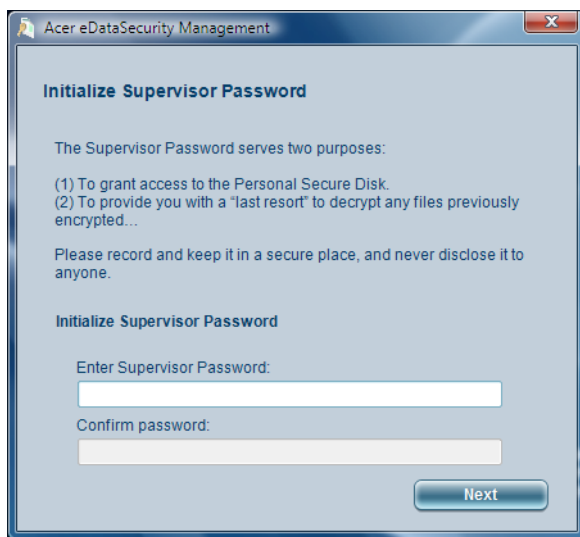 Acer eDataSecurity Management
Initialize Supervisor Password
The Supervisor Password serves two purposes:
(1) To grant access to the Personal Secure Disk.
(2) To provide you with a "last resort" to decrypt any files previously
encrypted...
Please record and keep it in a secure place, and never disclose it to
anyone.
Initialize Supervisor Password
Enter Supervisor Password:
Confirm password:
Next